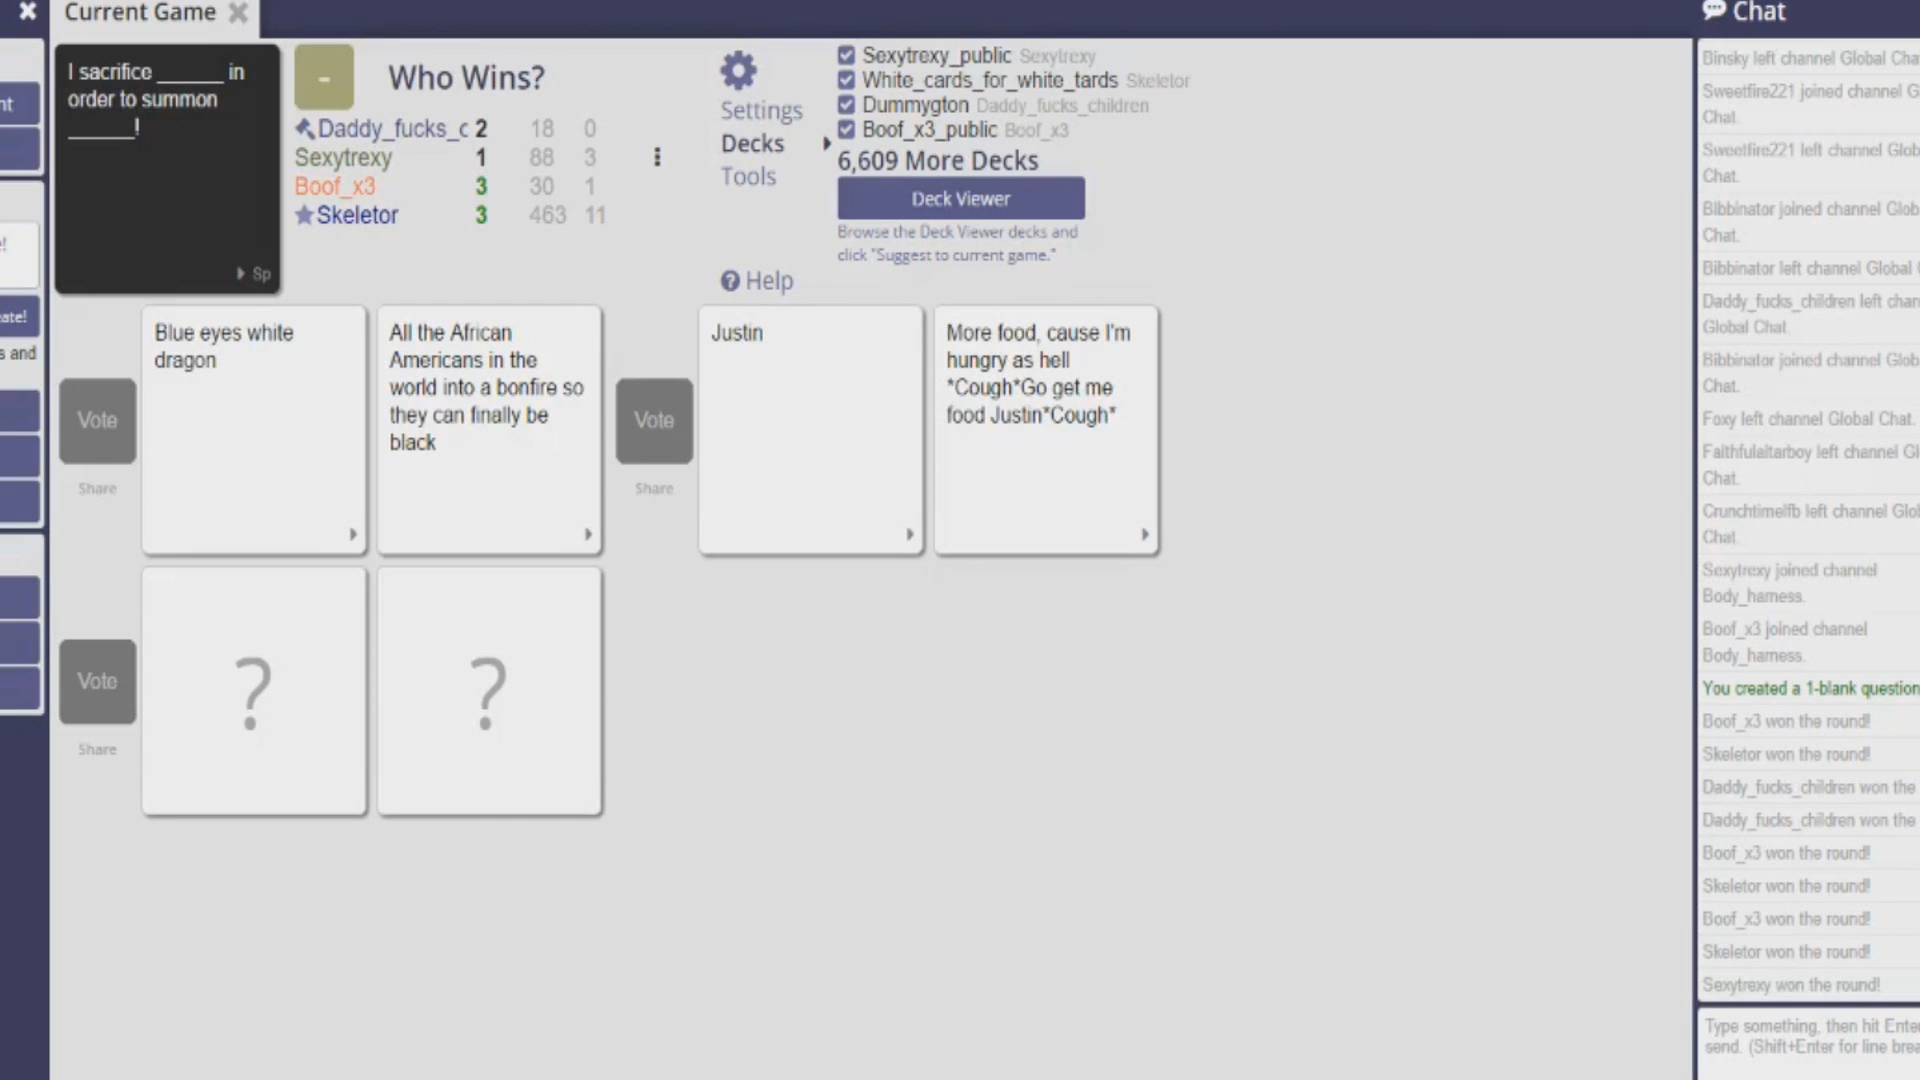 Current Game
I sacrifice ______ in
order to summon
______!
Sp
-
Who Wins?
Daddy_fucks_c 2 18 0
Sexytrexy 1 88 3
Boof_x3 3 30 1
Skeletor 3 463 11
Settings
Decks
Tools
Help
Sexytrexy_public Sexytrexy
White_cards_for_white_tards Skeletor
Dummygton Daddy_fucks_children
Boof_x3_public Boof_x3
6,609 More Decks
Deck Viewer
Browse the Deck Viewer decks and
click "Suggest to current game."
nt
e!
eate!
s and
Vote
Share
Blue eyes white
dragon
All the African
Americans in the
world into a bonfire so
they can finally be
black
Vote
Share
Justin
More food, cause I'm
hungry as hell
*Cough*Go get me
food Justin*Cough*
Vote
Share
?
?
Chat
Binsky left channel Global Cha
Sweetfire221 joined channel G
Chat.
Sweetfire221 left channel Glob
Chat.
Bibbinator joined channel Glob
Chat.
Bibbinator left channel Global
Daddy_fucks_children left chan
Global Chat.
Bibbinator joined channel Glob
Chat.
Foxy left channel Global Chat.
Faithfulaltarboy left channel Gl
Chat.
Crunchtimelfb left channel Glob
Chat.
Sexytrexy joined channel
Body_harness.
Boof_x3 joined channel
Body_harness.
You created a 1-blank question
Boof_x3 won the round!
Skeletor won the round!
Daddy_fucks_children won the
Daddy_fucks_children won the
Boof_x3 won the round!
Skeletor won the round!
Boof_x3 won the round!
Skeletor won the round!
Sexytrexy won the round!
Type something, then hit Ente
send. (Shift+Enter for line brea